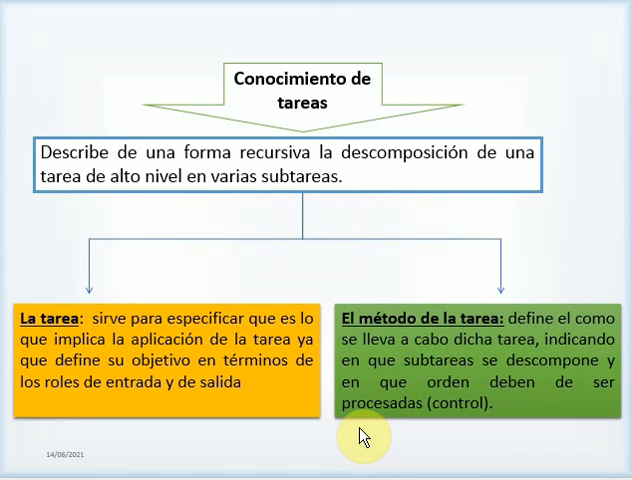 Conocimiento de
tareas
Describe de una forma recursiva la descomposición de una
tarea de alto nivel en varias subtareas.
La tarea: sirve para especificar que es lo
que implica la aplicación de la tarea ya
que define su objetivo en términos de
los roles de entrada y de salida
El método de la tarea: define el como
se lleva a cabo dicha tarea, indicando
en que subtareas se descompone y
en que orden deben de ser
procesadas (control).
14/06/2021